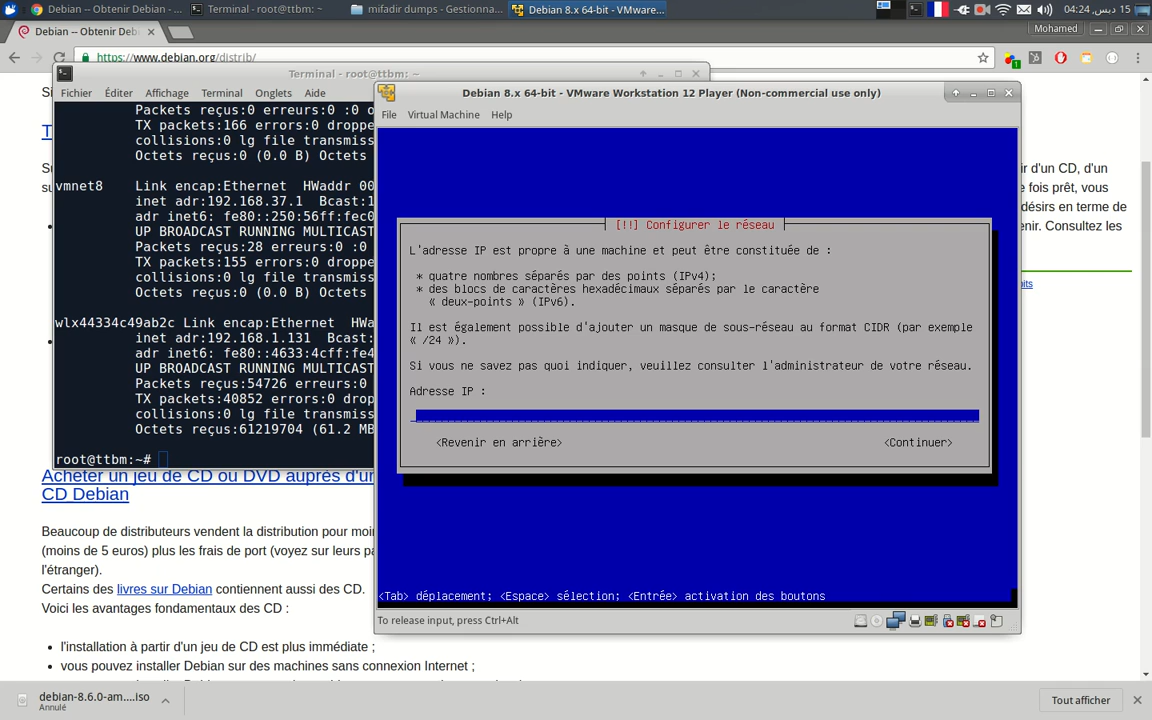 Debian -- Obtenir Debian - ...
Terminal - root@ttbm: ~
mifadir dumps - Gestionna...
Debian 8.x 64-bit - VMware...
15 ديس, 04:24
Debian -- Obtenir Deb
Mohamed
https://www.debian.org/distrib/
Terminal - root@ttbm: ~
Fichier Éditer Affichage Terminal Onglets Aide
Packets reçus:0 erreurs:0 :0 o
TX packets:166 errors:0 droppe
collisions:0 lg file transmiss
Octets reçus:0 (0.0 B) Octets
vmnet8 Link encap:Ethernet HWaddr 00
inet adr:192.168.37.1 Bcast:1
adr inet6: fe80::250:56ff:fec0
UP BROADCAST RUNNING MULTICAST
Packets reçus:28 erreurs:0 :0
TX packets:155 errors:0 droppe
collisions:0 lg file transmiss
Octets reçus:0 (0.0 B) Octets
wlx44334c49ab2c Link encap:Ethernet HWa
inet adr:192.168.1.131 Bcast:
adr inet6: fe80::4633:4cff:fe4
UP BROADCAST RUNNING MULTICAST
Packets reçus:54726 erreurs:0
TX packets:40852 errors:0 drop
collisions:0 lg file transmiss
Octets reçus:61219704 (61.2 MB
root@ttbm:~#
Debian 8.x 64-bit - VMware Workstation 12 Player (Non-commercial use only)
File Virtual Machine Help
[!!] Configurer le réseau
L'adresse IP est propre à une machine et peut être constituée de :
* quatre nombres séparés par des points (IPv4);
* des blocs de caractères hexadécimaux séparés par le caractère
« deux-points » (IPv6).
Il est également possible d'ajouter un masque de sous-réseau au format CIDR (par exemple
« /24 »).
Si vous ne savez pas quoi indiquer, veuillez consulter l'administrateur de votre réseau.
Adresse IP :
<Revenir en arrière> <Continuer>
<Tab> déplacement; <Espace> sélection; <Entrée> activation des boutons
To release input, press Ctrl+Alt
ir d'un CD, d'un
e fois prêt, vous
désirs en terme de
enir. Consultez les
its
Acheter un jeu de CD ou DVD auprès d'un
CD Debian
Beaucoup de distributeurs vendent la distribution pour moi
(moins de 5 euros) plus les frais de port (voyez sur leurs pa
l'étranger).
Certains des livres sur Debian contiennent aussi des CD.
Voici les avantages fondamentaux des CD :
l'installation à partir d'un jeu de CD est plus immédiate ;
vous pouvez installer Debian sur des machines sans connexion Internet ;
debian-8.6.0-am....iso
Annulé
Tout afficher